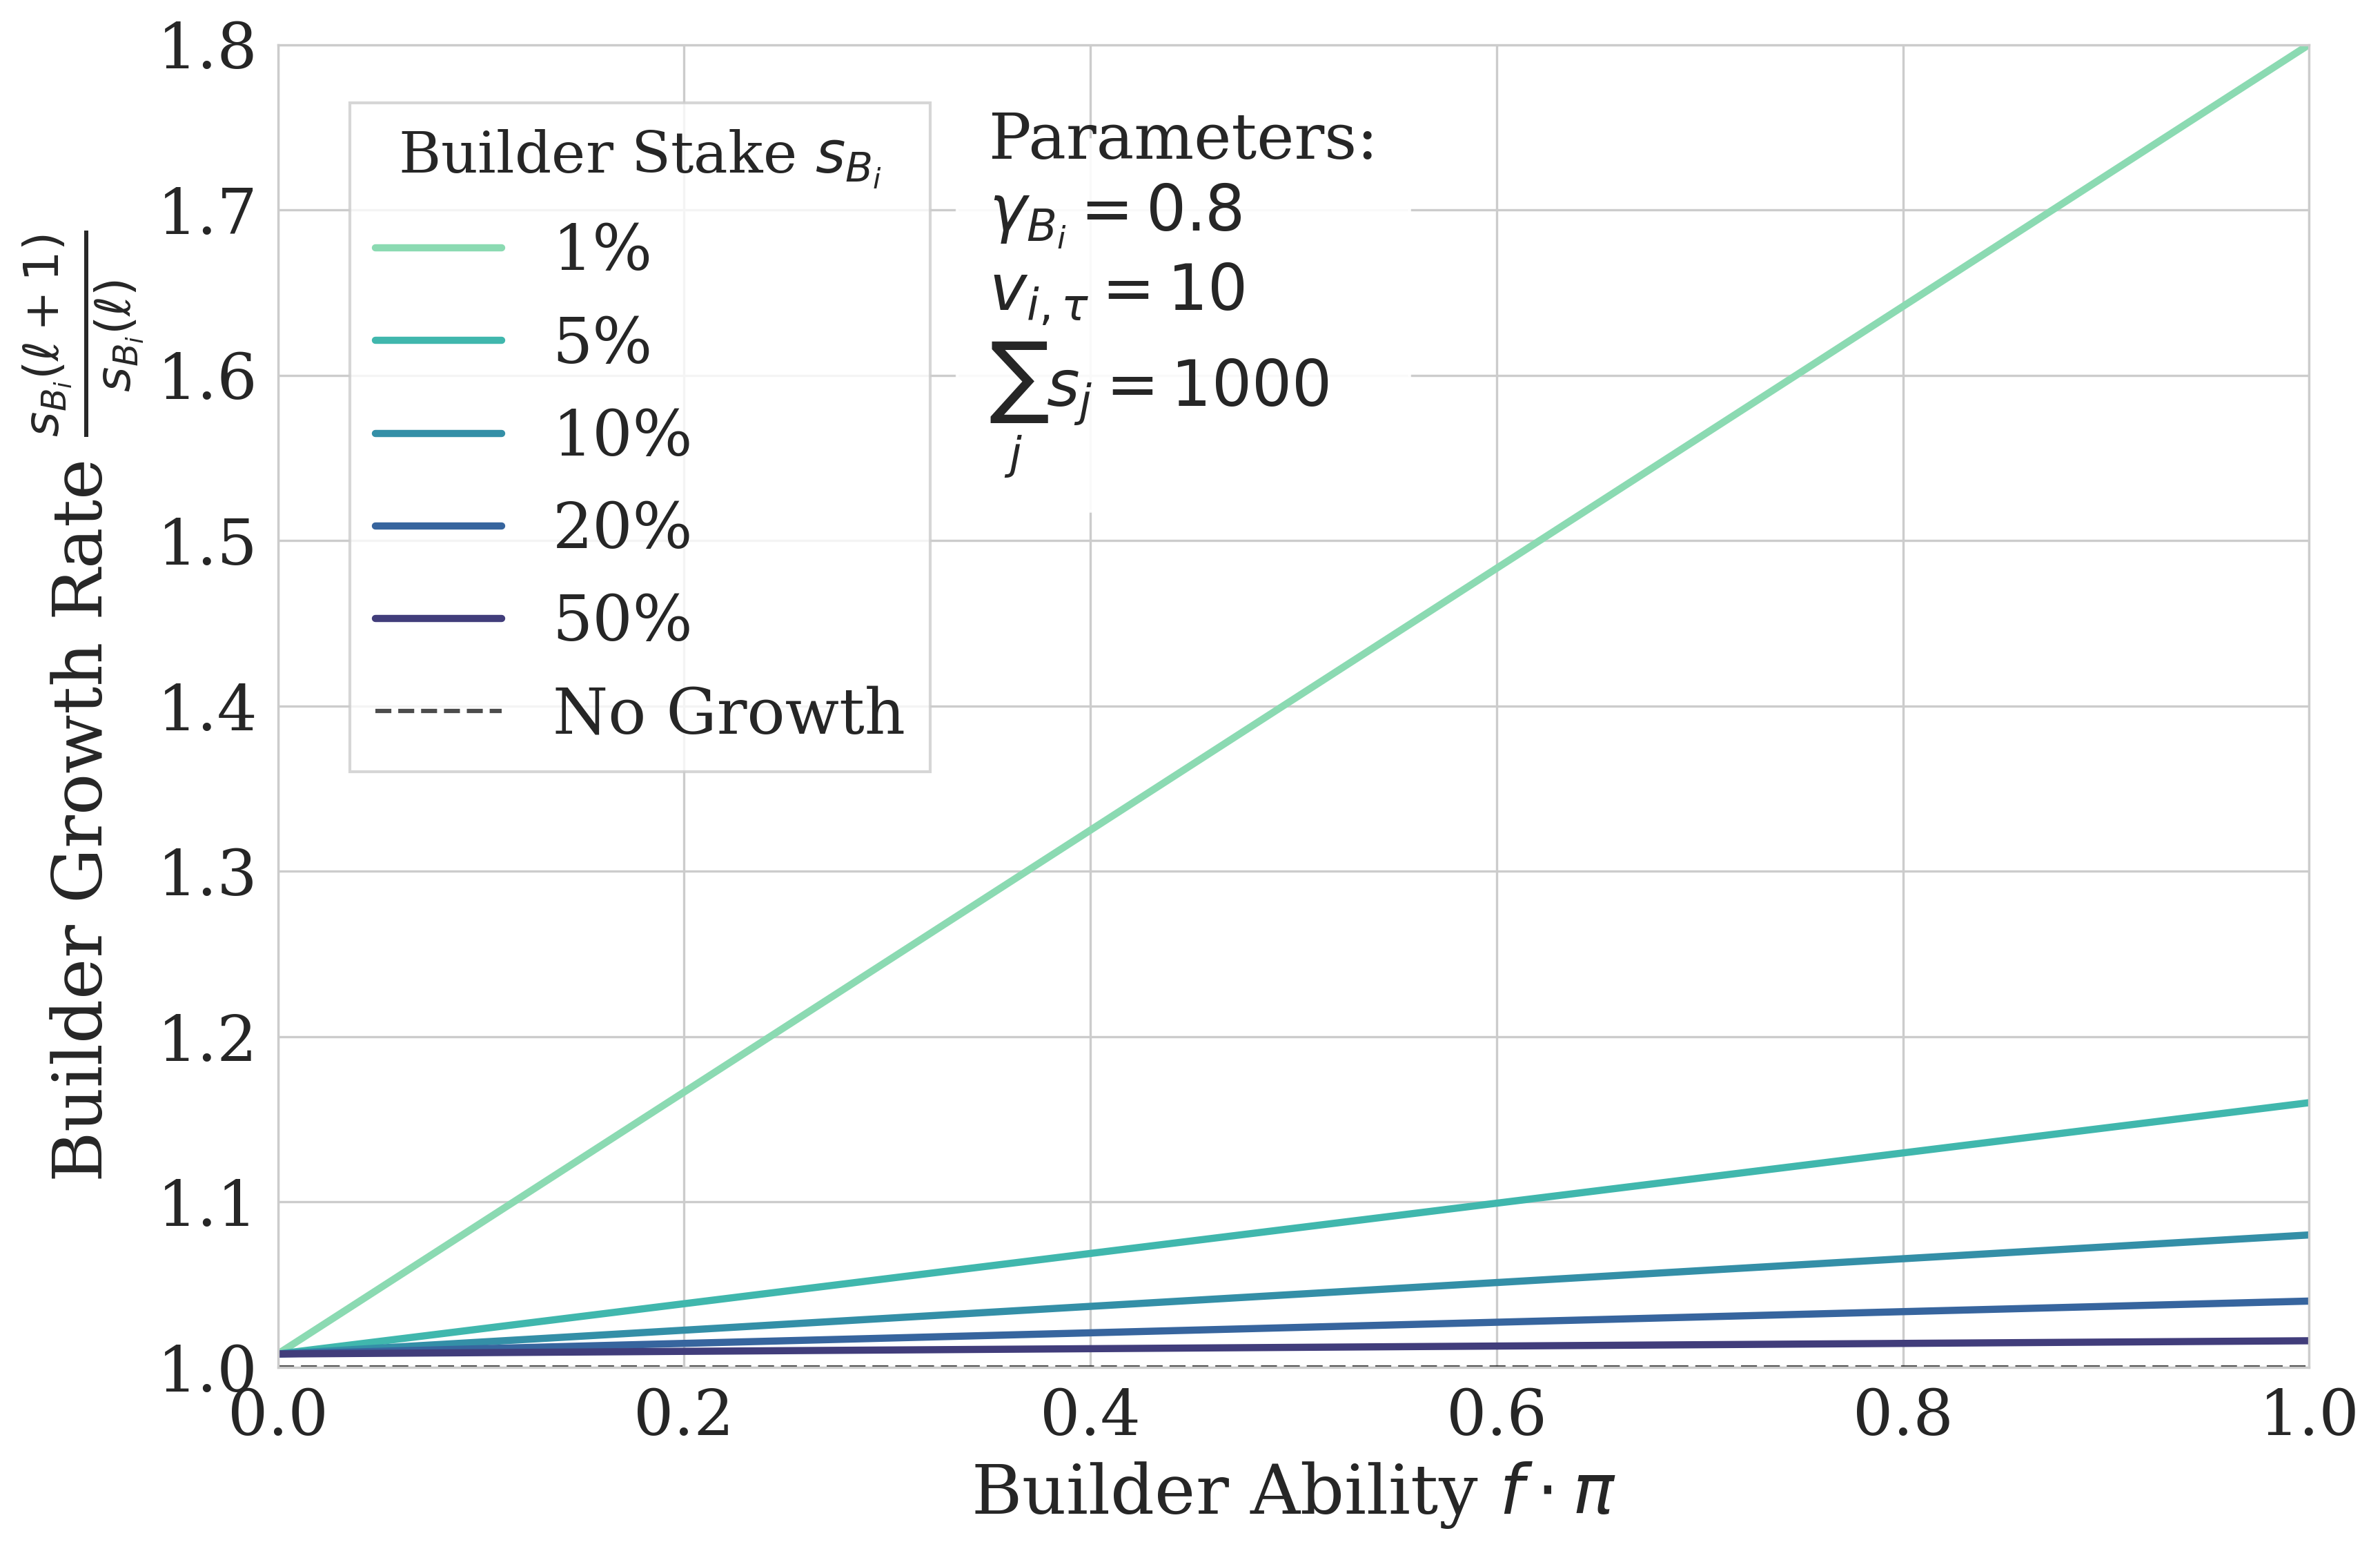 Builder Growth Rate $\frac{s_{B_i}(\ell+1)}{s_{B_i}(\ell)}$
1.8
1.7
1.6
1.5
1.4
1.3
1.2
1.1
1.0
Builder Stake $s_{B_i}$
1%
5%
10%
20%
50%
No Growth
Parameters:
$\gamma_{B_i} = 0.8$
$v_{i,\tau} = 10$
$\sum_j s_j = 1000$
0.0 0.2 0.4 0.6 0.8 1.0
Builder Ability $f \cdot \pi$